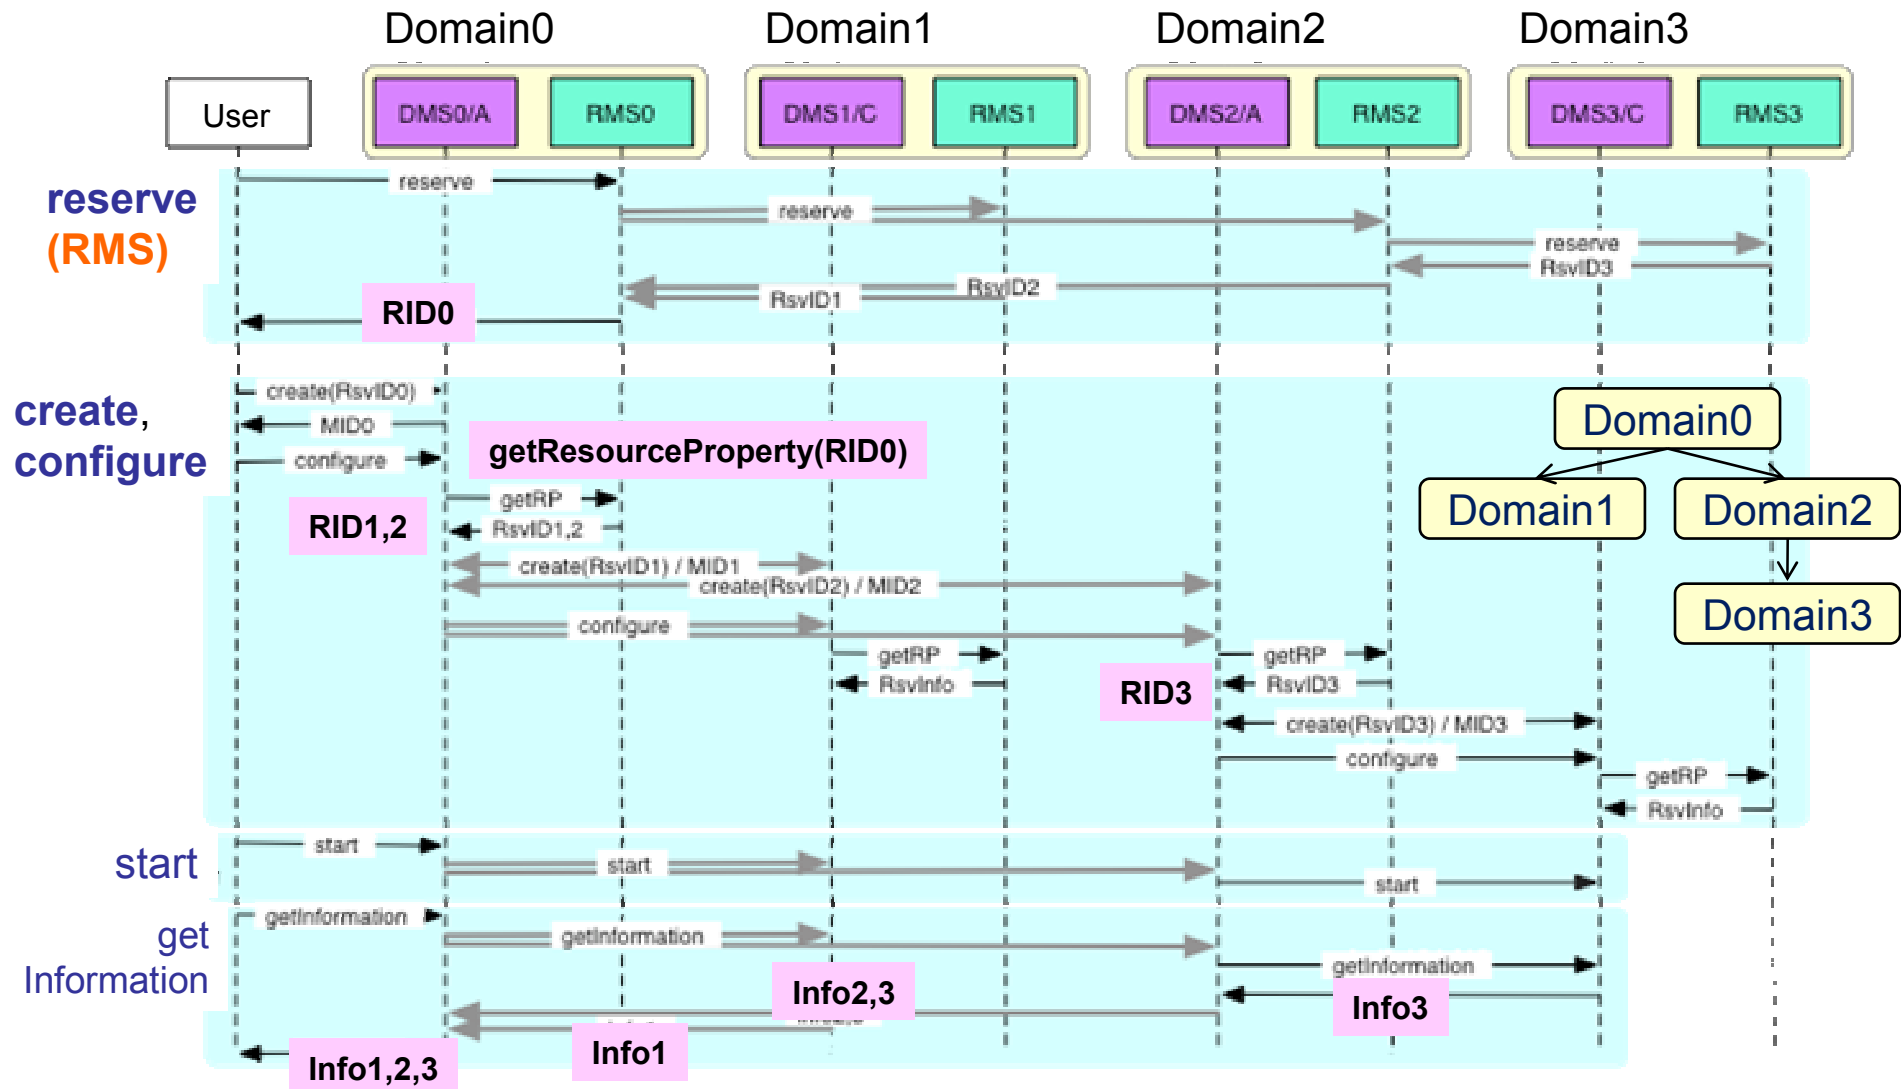 Domain0
Domain1
Domain2
Domain3
User
DMS0/A
RMS0
DMS1/C
RMS1
DMS2/A
RMS2
DMS3/C
RMS3
reserve
(RMS)
reserve
reserve
reserve
RsvID3
RsvID2
RsvID1
RID0
create,
configure
create(RsvID0)
MID0
configure
getResourceProperty(RID0)
getRP
RID1,2
RsvID1,2
create(RsvID1) / MID1
create(RsvID2) / MID2
configure
getRP
RsvInfo
getRP
RID3
RsvID3
create(RsvID3) / MID3
configure
getRP
RsvInfo
Domain0
Domain1
Domain2
Domain3
start
start
start
start
get
Information
getInformation
getInformation
getInformation
Info2,3
Info3
Info1
Info1,2,3